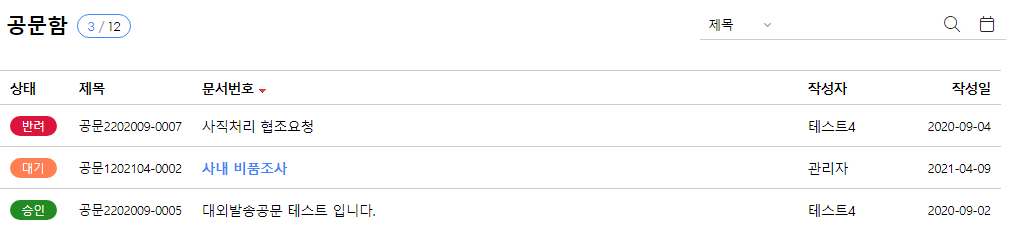 공문함 3 / 12 제목
상태 제목 문서번호 작성자 작성일
반려 공문2202009-0007 사직처리 협조요청 테스트4 2020-09-04
대기 공문1202104-0002 사내 비품조사 관리자 2021-04-09
승인 공문2202009-0005 대외발송공문 테스트 입니다. 테스트4 2020-09-02